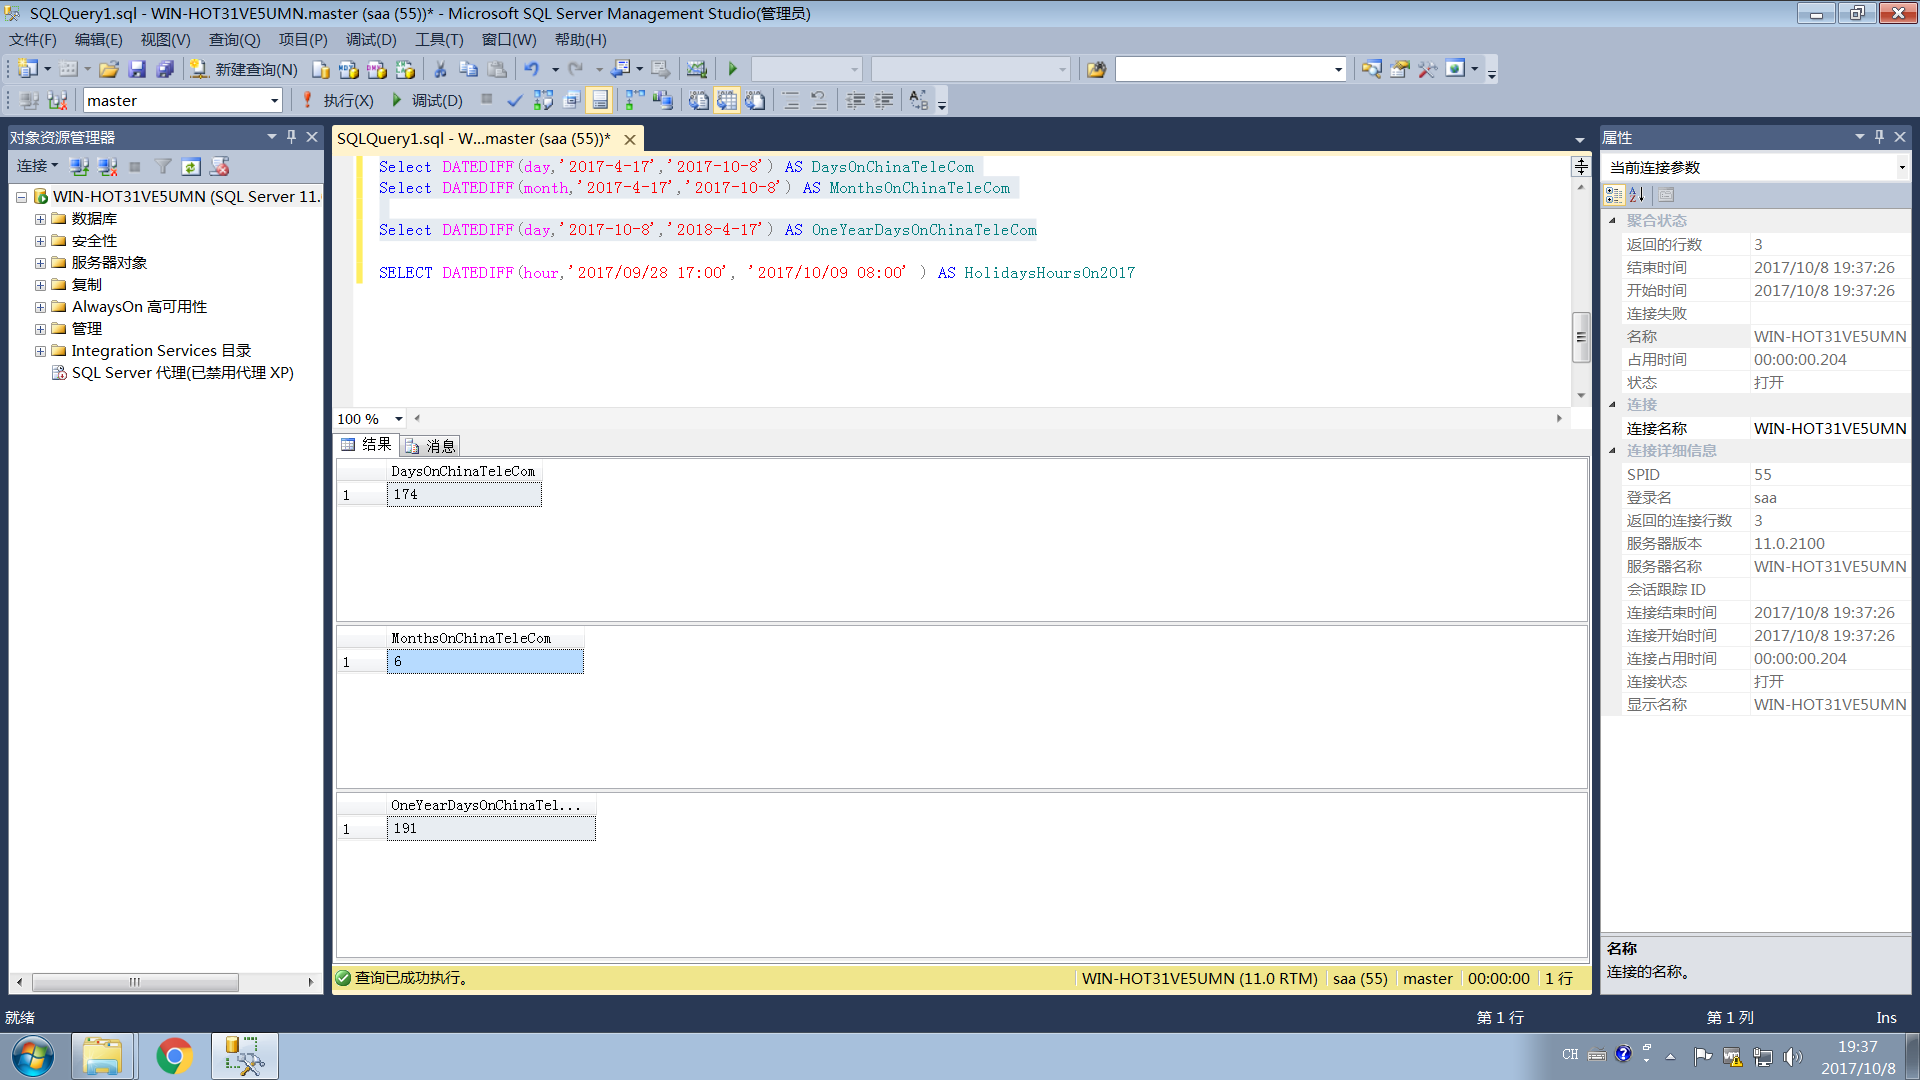 SQLQuery1.sql - WIN-HOT31VE5UMN.master (saa (55))* - Microsoft SQL Server Management Studio(管理员)
文件(F) 编辑(E) 视图(V) 查询(Q) 项目(P) 调试(D) 工具(T) 窗口(W) 帮助(H)
新建查询(N)
master 执行(X) 调试(D)
对象资源管理器
连接
WIN-HOT31VE5UMN (SQL Server 11.
数据库
安全性
服务器对象
复制
AlwaysOn 高可用性
管理
Integration Services 目录
SQL Server 代理(已禁用代理 XP)
SQLQuery1.sql - W...master (saa (55))*
Select DATEDIFF(day,'2017-4-17','2017-10-8') AS DaysOnChinaTeleCom
Select DATEDIFF(month,'2017-4-17','2017-10-8') AS MonthsOnChinaTeleCom
Select DATEDIFF(day,'2017-10-8','2018-4-17') AS OneYearDaysOnChinaTeleCom
SELECT DATEDIFF(hour,'2017/09/28 17:00', '2017/10/09 08:00' ) AS HolidaysHoursOn2017
100 %
结果 消息
DaysOnChinaTeleCom
1 174
MonthsOnChinaTeleCom
1 6
OneYearDaysOnChinaTel...
1 191
查询已成功执行。 WIN-HOT31VE5UMN (11.0 RTM) saa (55) master 00:00:00 1 行
属性
当前连接参数
聚合状态
返回的行数 3
结束时间 2017/10/8 19:37:26
开始时间 2017/10/8 19:37:26
连接失败
名称 WIN-HOT31VE5UMN
占用时间 00:00:00.204
状态 打开
连接
连接名称 WIN-HOT31VE5UMN
连接详细信息
SPID 55
登录名 saa
返回的连接行数 3
服务器版本 11.0.2100
服务器名称 WIN-HOT31VE5UMN
会话跟踪 ID
连接结束时间 2017/10/8 19:37:26
连接开始时间 2017/10/8 19:37:26
连接占用时间 00:00:00.204
连接状态 打开
显示名称 WIN-HOT31VE5UMN
名称
连接的名称。
就绪 第 1 行 第 1 列 Ins
CH 19:37
2017/10/8